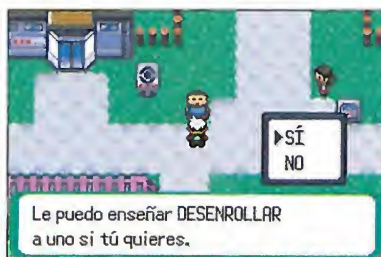 SÍ
NO
Le puedo enseñar DESENROLLAR
a uno si tú quieres.